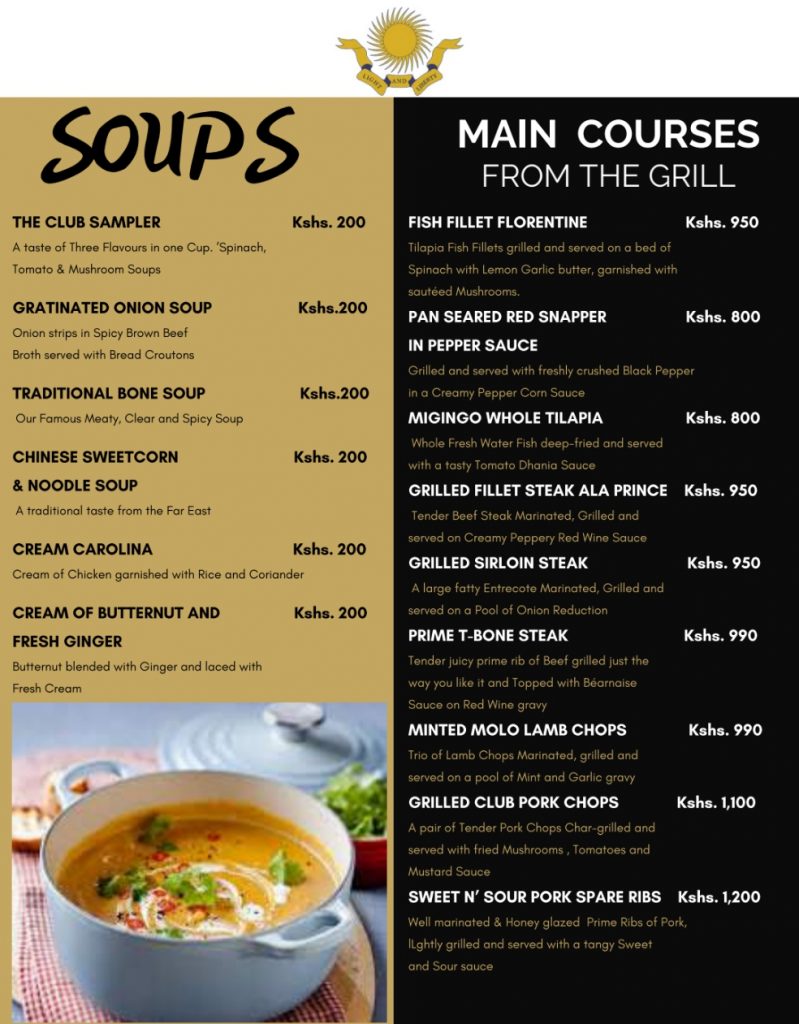 LIGHT AND LIBERTY
SOUPS
THE CLUB SAMPLER Kshs. 200
A taste of Three Flavours in one Cup. ‘Spinach,
Tomato & Mushroom Soups
GRATINATED ONION SOUP Kshs.200
Onion strips in Spicy Brown Beef
Broth served with Bread Croutons
TRADITIONAL BONE SOUP Kshs.200
Our Famous Meaty, Clear and Spicy Soup
CHINESE SWEETCORN Kshs. 200
& NOODLE SOUP
A traditional taste from the Far East
CREAM CAROLINA Kshs. 200
Cream of Chicken garnished with Rice and Coriander
CREAM OF BUTTERNUT AND Kshs. 200
FRESH GINGER
Butternut blended with Ginger and laced with
Fresh Cream
MAIN COURSES
FROM THE GRILL
FISH FILLET FLORENTINE Kshs. 950
Tilapia Fish Fillets grilled and served on a bed of
Spinach with Lemon Garlic butter, garnished with
sautéed Mushrooms.
PAN SEARED RED SNAPPER Kshs. 800
IN PEPPER SAUCE
Grilled and served with freshly crushed Black Pepper
in a Creamy Pepper Corn Sauce
MIGINGO WHOLE TILAPIA Kshs. 800
Whole Fresh Water Fish deep-fried and served
with a tasty Tomato Dhania Sauce
GRILLED FILLET STEAK ALA PRINCE Kshs. 950
Tender Beef Steak Marinated, Grilled and
served on Creamy Peppery Red Wine Sauce
GRILLED SIRLOIN STEAK Kshs. 950
A large fatty Entrecote Marinated, Grilled and
served on a Pool of Onion Reduction
PRIME T-BONE STEAK Kshs. 990
Tender juicy prime rib of Beef grilled just the
way you like it and Topped with Béarnaise
Sauce on Red Wine gravy
MINTED MOLO LAMB CHOPS Kshs. 990
Trio of Lamb Chops Marinated, grilled and
served on a pool of Mint and Garlic gravy
GRILLED CLUB PORK CHOPS Kshs. 1,100
A pair of Tender Pork Chops Char-grilled and
served with fried Mushrooms , Tomatoes and
Mustard Sauce
SWEET N’ SOUR PORK SPARE RIBS Kshs. 1,200
Well marinated & Honey glazed Prime Ribs of Pork,
lLghtly grilled and served with a tangy Sweet
and Sour sauce